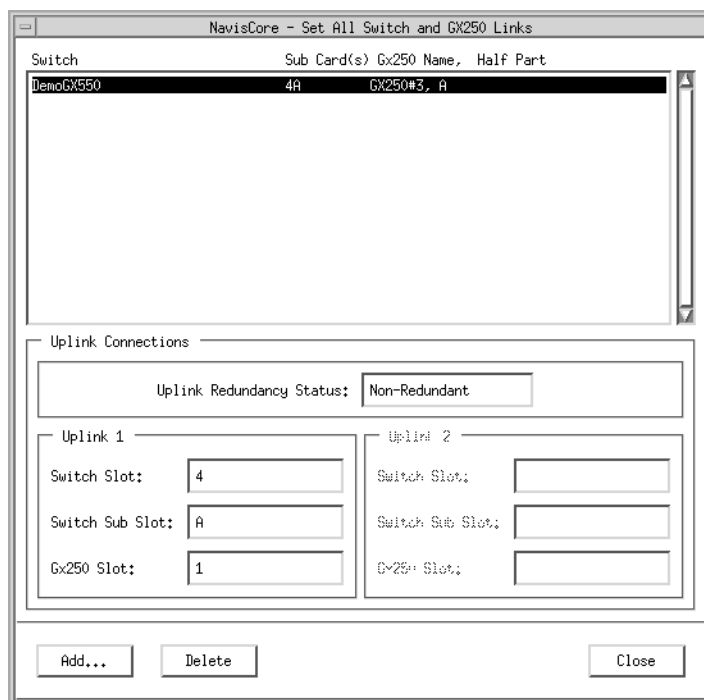 NavisCore - Set All Switch and GX250 Links
Switch Sub Card(s) Gx250 Name, Half Part
DemoGX550 4A GX250#3, A
Uplink Connections
Uplink Redundancy Status: Non-Redundant
Uplink 1
Switch Slot: 4
Switch Sub Slot: A
Gx250 Slot: 1
Uplink 2
Switch Slot:
Switch Sub Slot:
Gx250 Slot:
Add... Delete Close